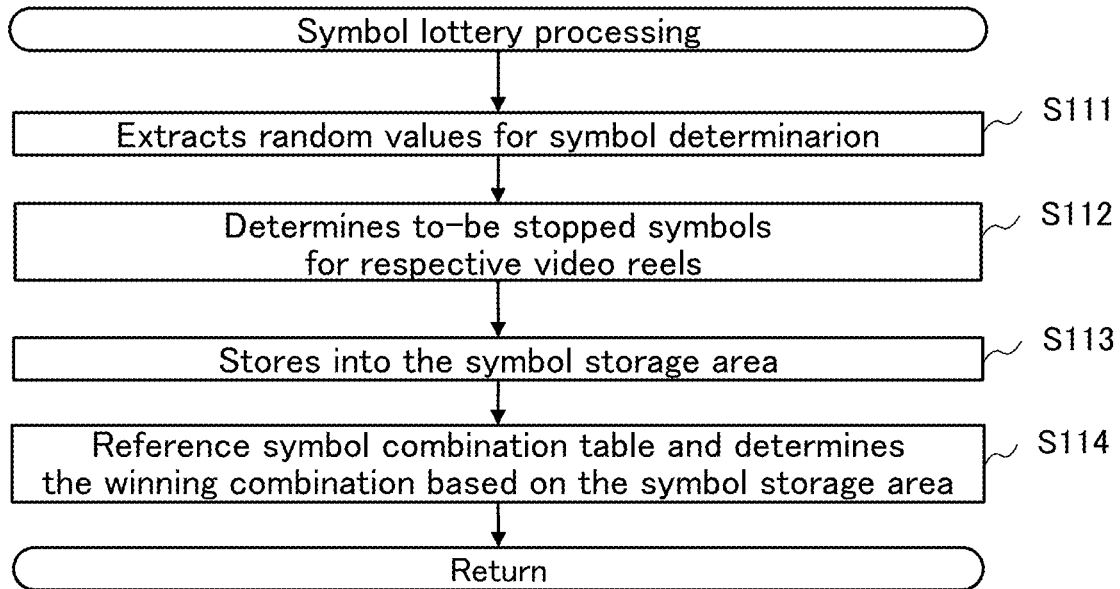 Symbol lottery processing
S111
Extracts random values for symbol determinarion
S112
Determines to-be stopped symbols
for respective video reels
S113
Stores into the symbol storage area
S114
Reference symbol combination table and determines
the winning combination based on the symbol storage area
Return